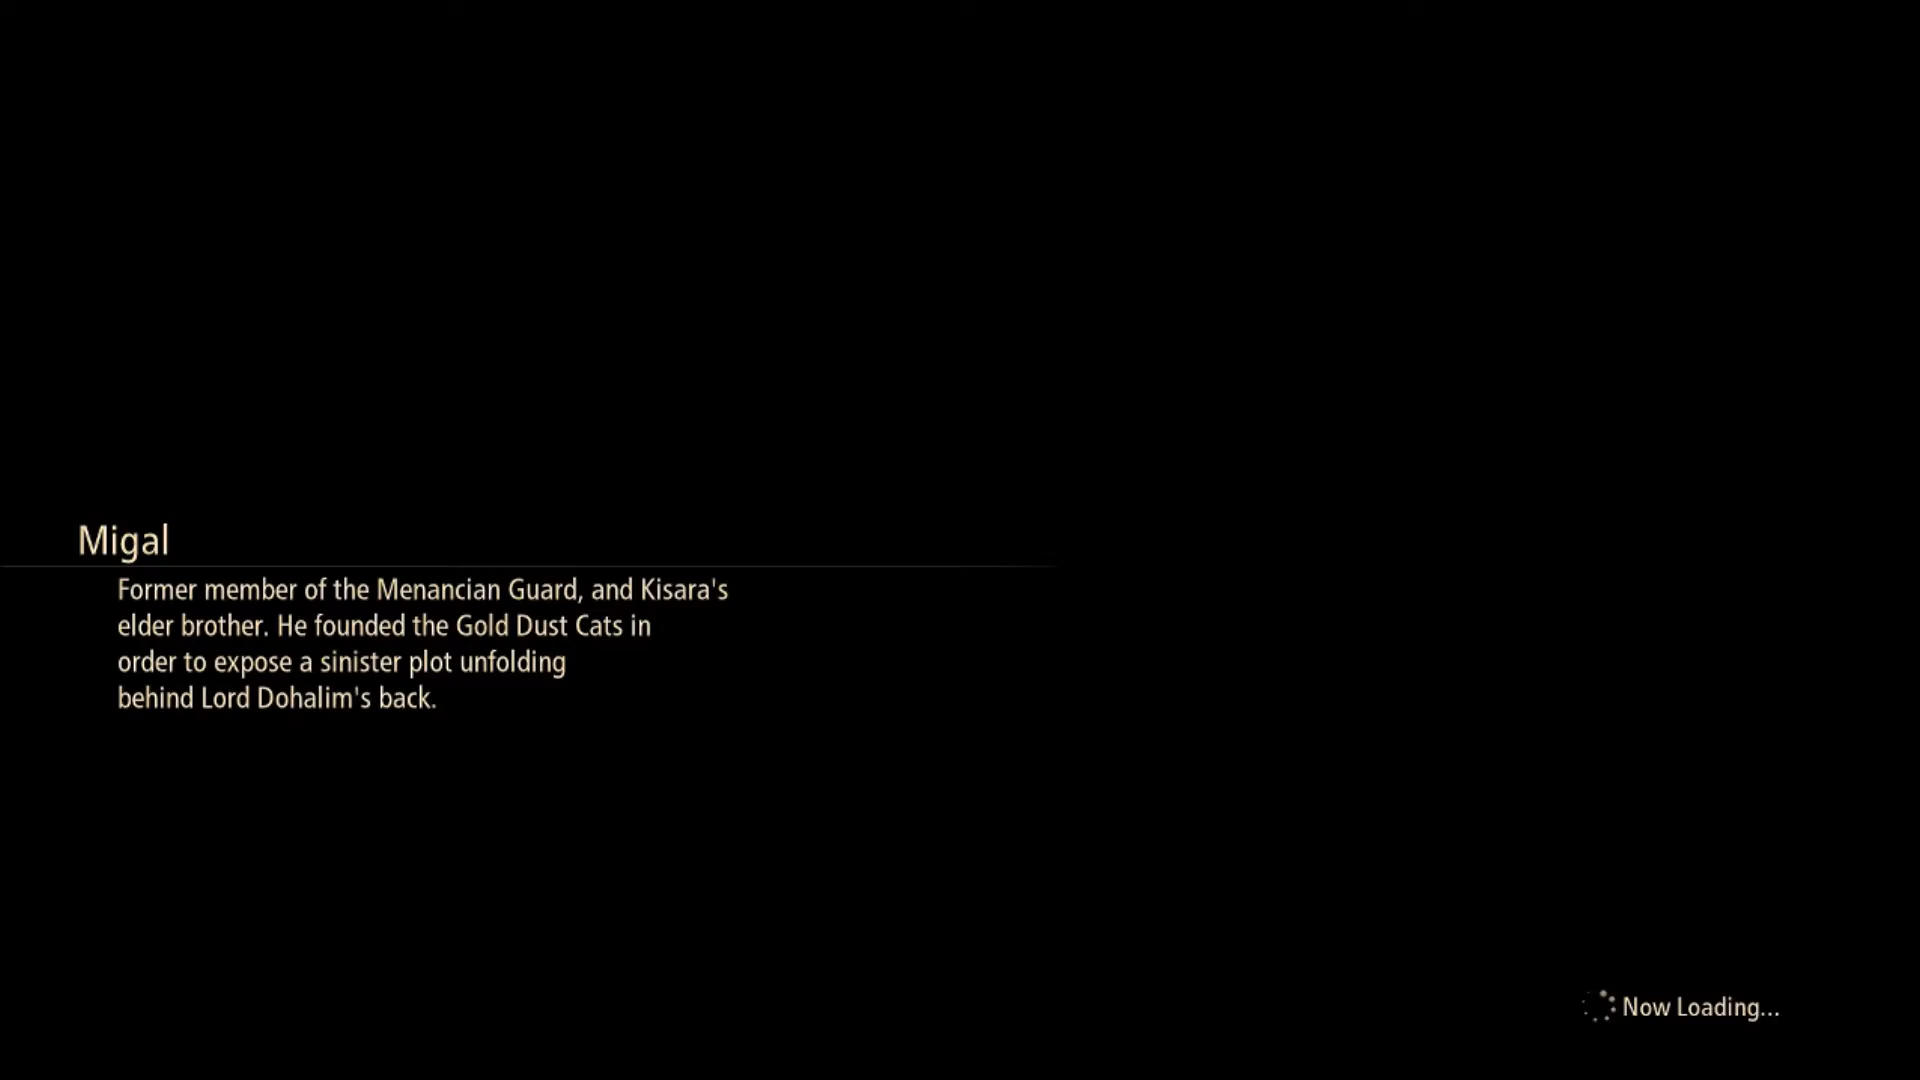 Migal
Former member of the Menancian Guard, and Kisara's
elder brother. He founded the Gold Dust Cats in
order to expose a sinister plot unfolding
behind Lord Dohalim's back.
Now Loading...